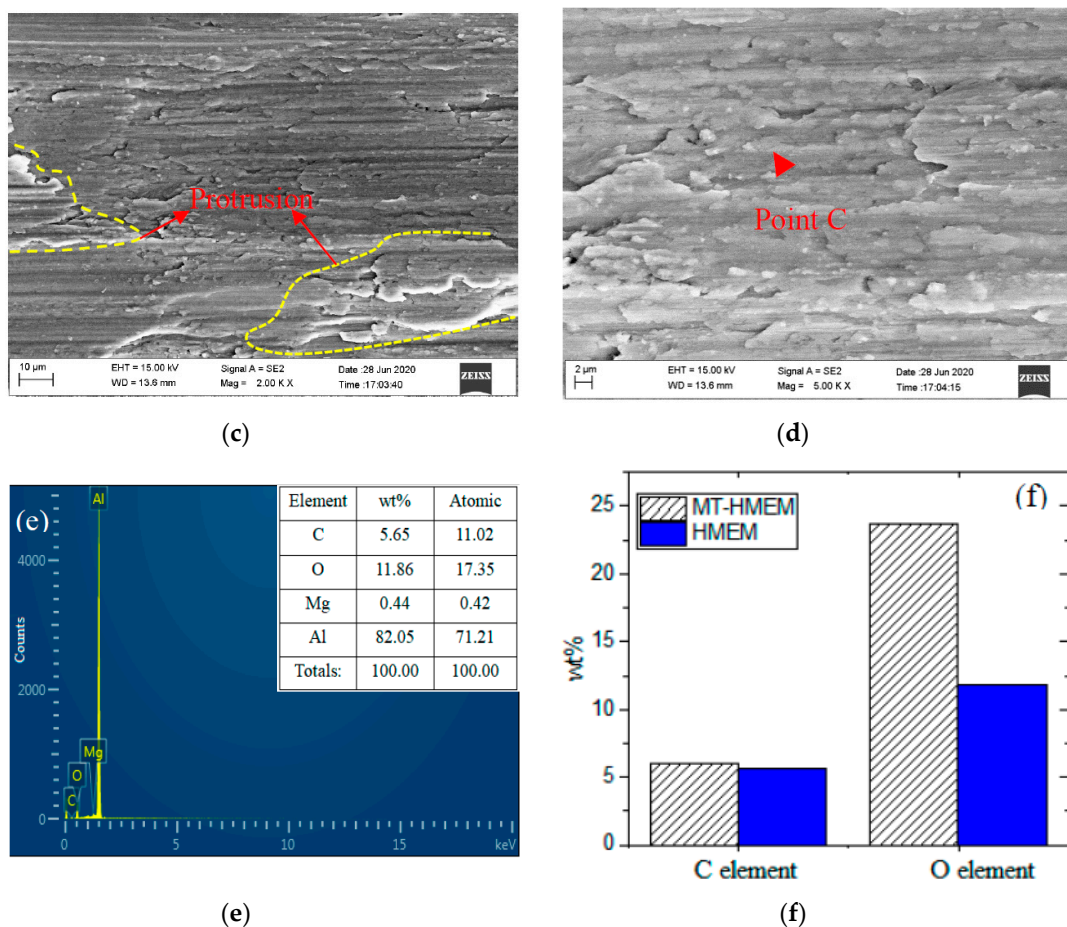 Protrusion
10 µm
EHT = 15.00 kV
Signal A = SE2
Date :28 Jun 2020
WD = 13.6 mm
Mag = 2.00 K X
Time :17:03:40
ZEISS
(c)
Point C
2 µm
EHT = 15.00 kV
Signal A = SE2
Date :28 Jun 2020
WD = 13.6 mm
Mag = 5.00 K X
Time :17:04:15
ZEISS
(d)
(e)
Al
Element wt% Atomic
C 5.65 11.02
O 11.86 17.35
Mg 0.44 0.42
Al 82.05 71.21
Totals: 100.00 100.00
4000
Counts
2000
Mg
O
C
0
0 5 15 keV
(e)
(f)
MT-HMEM
HMEM
25
20
15
wt%
10
5
0
C element O element
(f)